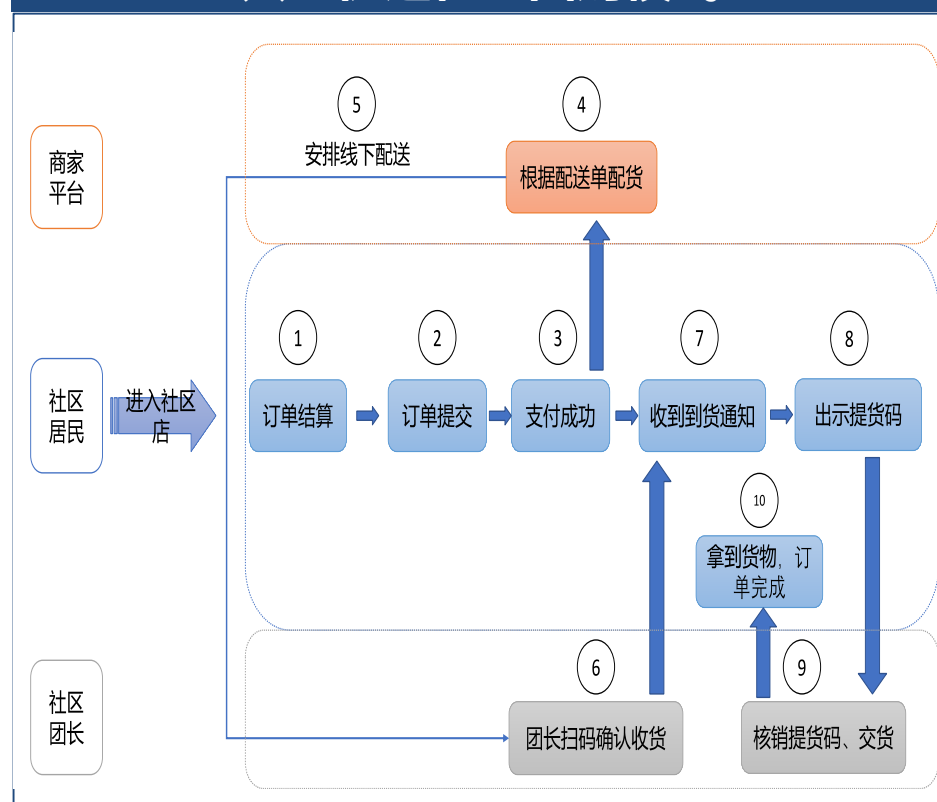 5
4
安排线下配送
商家
平台
根据配送单配货
1
2
3
7
8
社区
居民
进入社区
店
订单结算
订单提交
支付成功
收到到货通知
出示提货码
10
拿到货物，订
单完成
6
9
社区
团长
团长扫码确认收货
核销提货码、交货